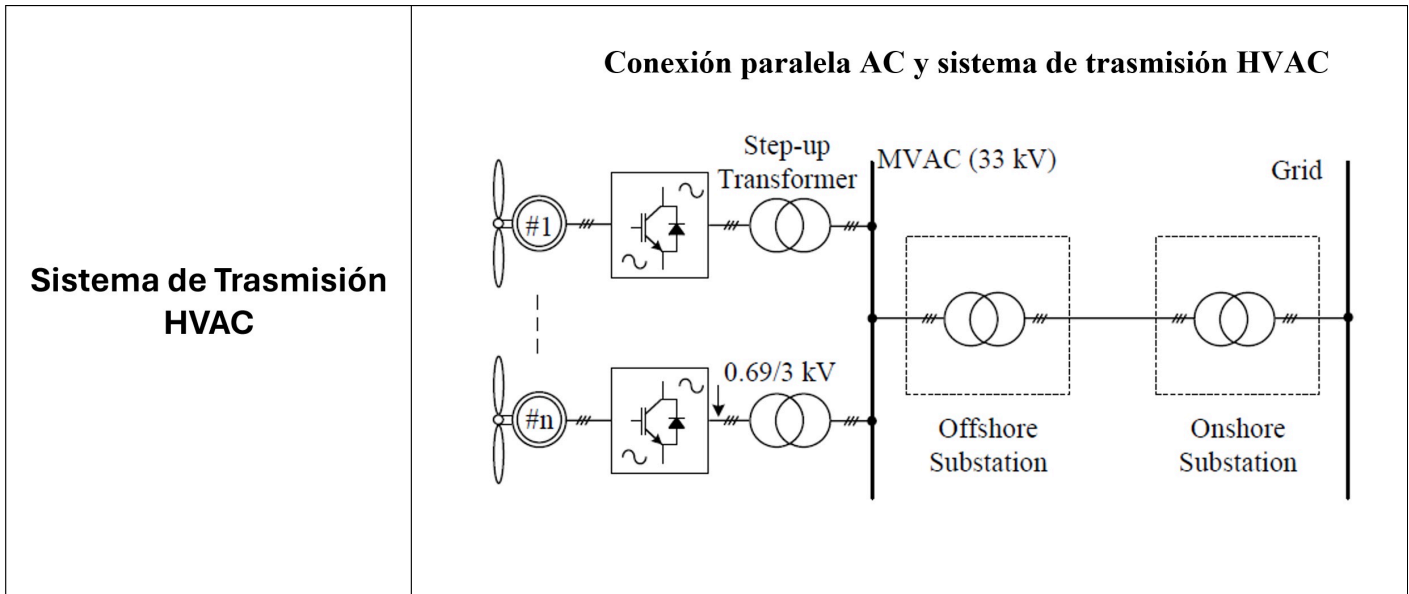 Sistema de Trasmisión
HVAC
Conexión paralela AC y sistema de trasmisión HVAC
Step-up
Transformer
MVAC (33 kV)
Grid
#1
#n
0.69/3 kV
Offshore
Substation
Onshore
Substation